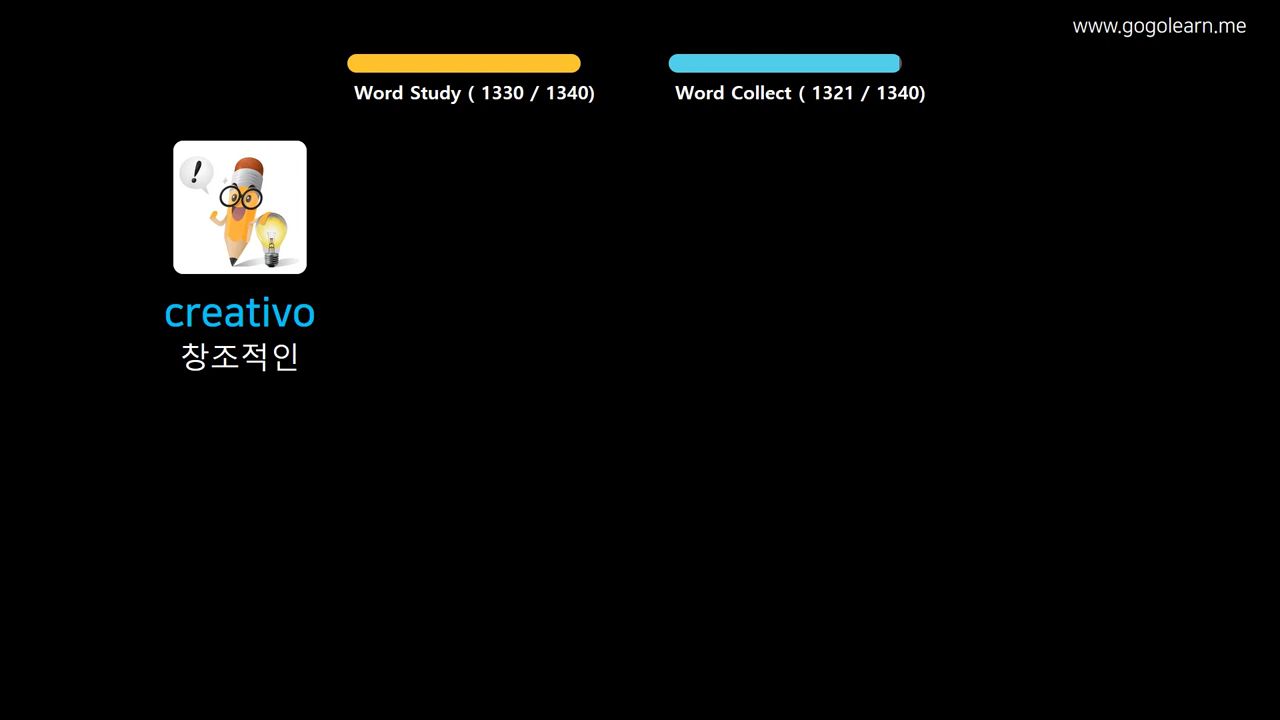 www.gogolearn.me
Word Study ( 1330 / 1340)
Word Collect ( 1321 / 1340)
!
creativo
창조적인